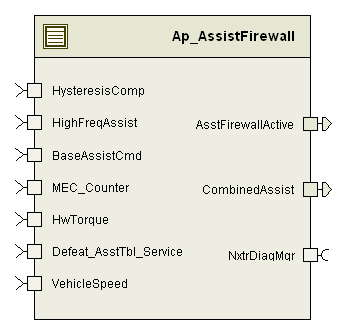 Ap_AssistFirewall
HysteresisComp
HighFreqAssist
BaseAssistCmd
MEC_Counter
HwTorque
Defeat_AsstTbl_Service
VehicleSpeed
AsstFirewallActive
CombinedAssist
NxtrDiagMgr